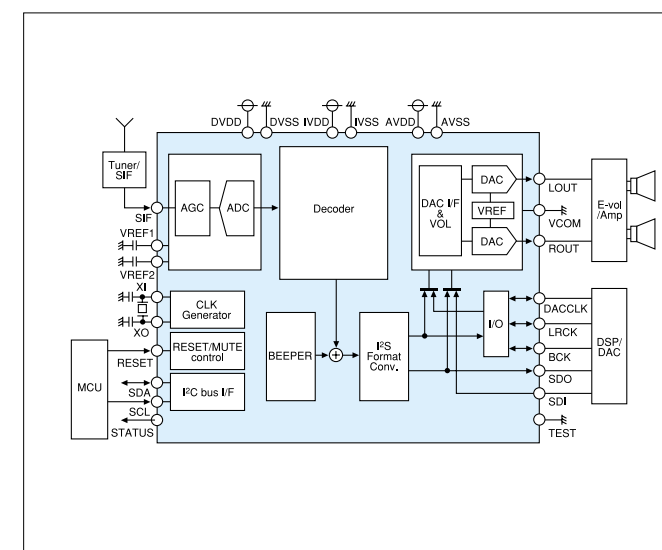 DVDD DVSS IVDD IVSS AVDD AVSS
Tuner/
SIF
SIF
AGC
ADC
Decoder
DAC I/F
&
VOL
DAC
VREF
DAC
LOUT
VCOM
ROUT
E-vol
/Amp
VREF1
VREF2
XI
XO
CLK
Generator
RESET/MUTE
control
I²C bus I/F
MCU
RESET
SDA
SCL
STATUS
BEEPER
I²S
Format
Conv.
I/O
DACCLK
LRCK
BCK
SDO
SDI
TEST
DSP/
DAC